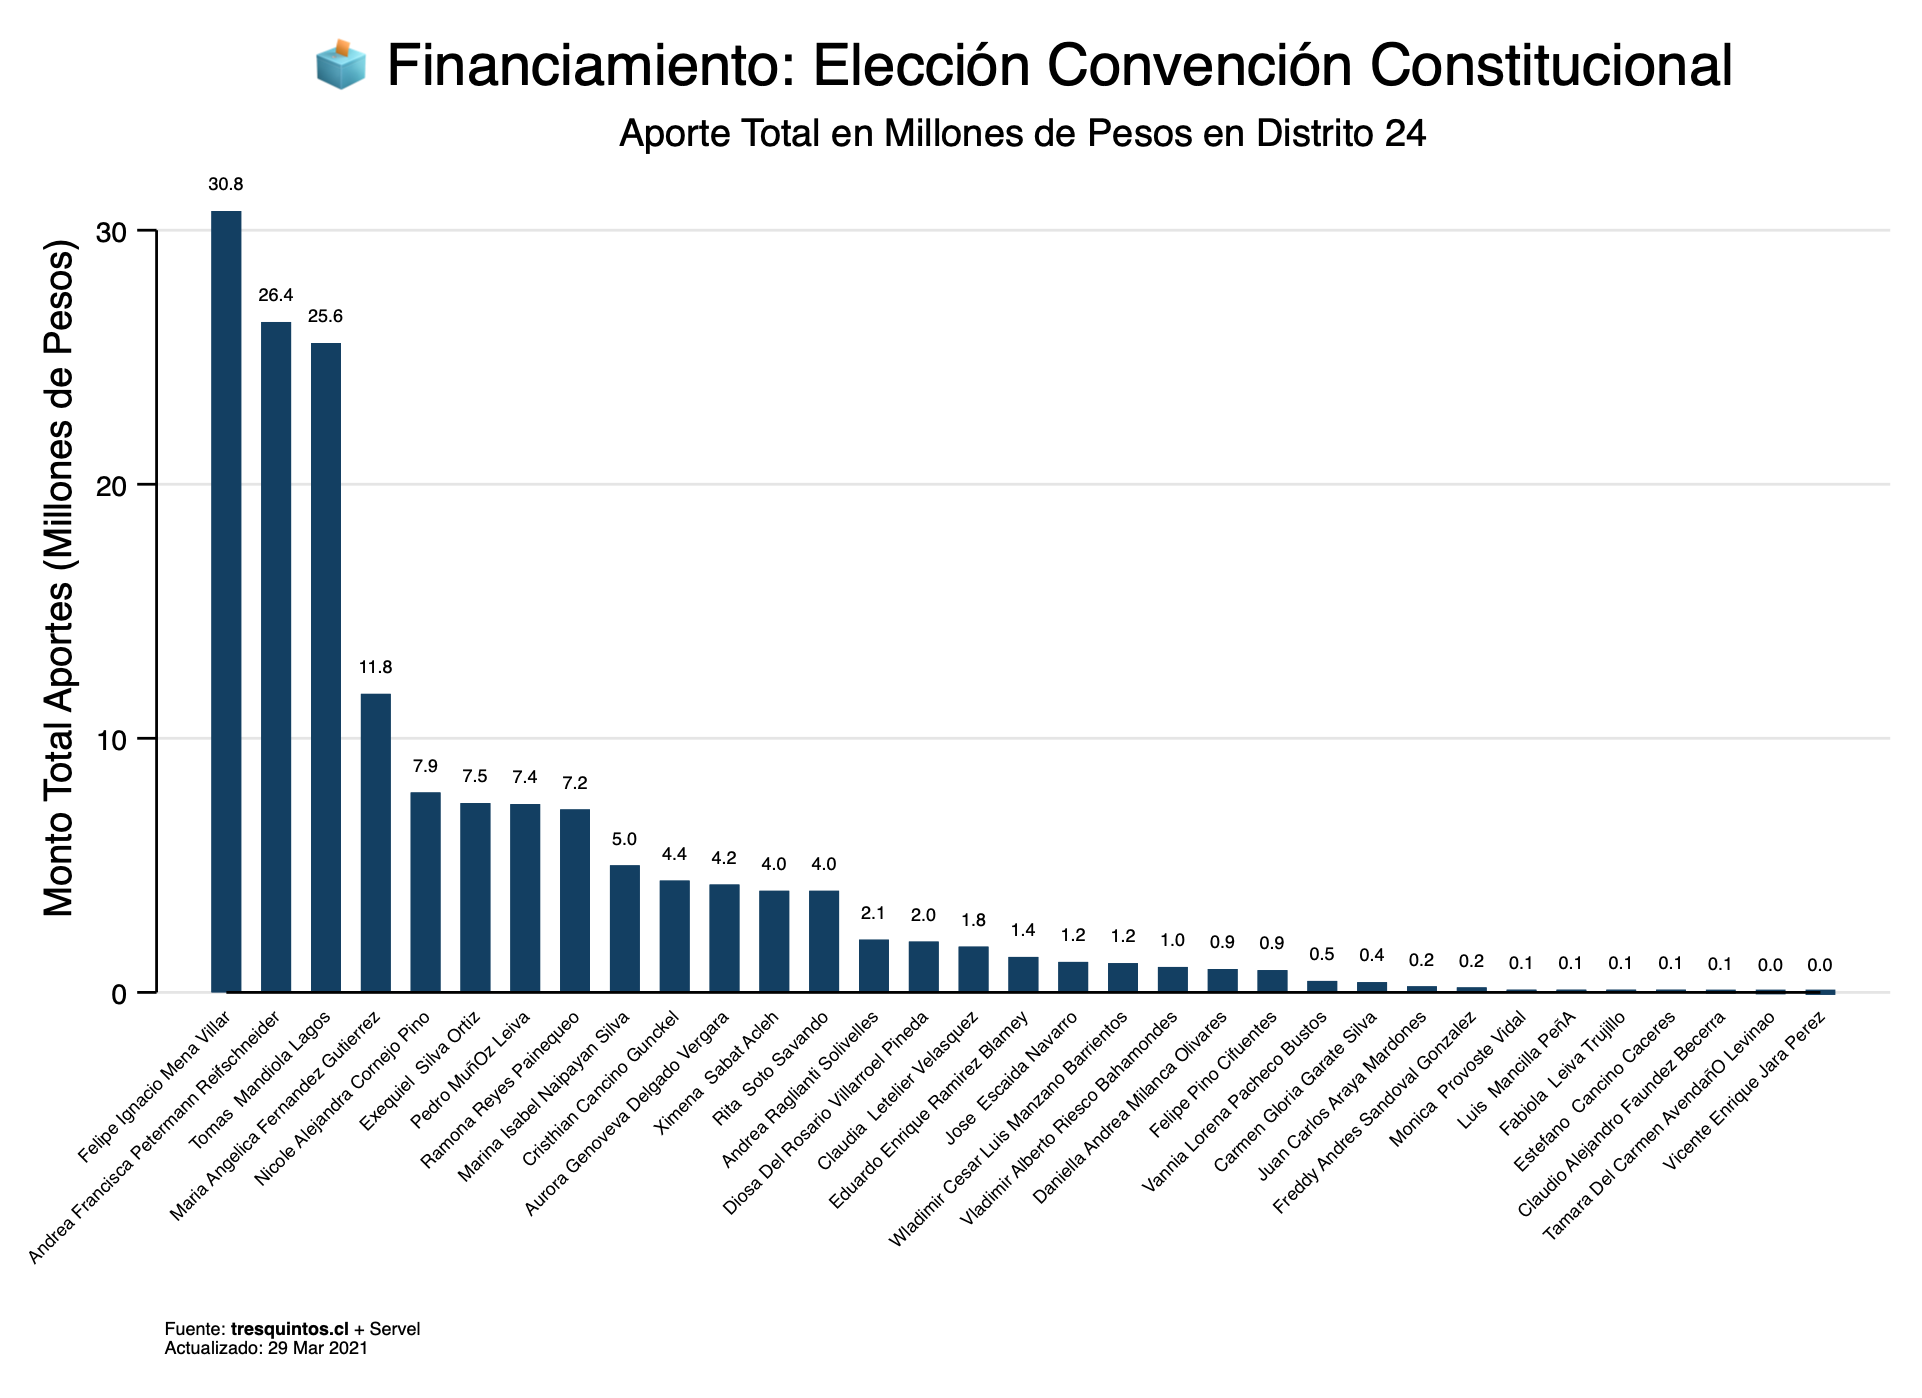 Financiamiento: Elección Convención Constitucional
Aporte Total en Millones de Pesos en Distrito 24
Monto Total Aportes (Millones de Pesos)
30
20
10
0
30.8
26.4
25.6
11.8
7.9
7.5
7.4
7.2
5.0
4.4
4.2
4.0
4.0
2.1
2.0
1.8
1.4
1.2
1.2
1.0
0.9
0.9
0.5
0.4
0.2
0.2
0.1
0.1
0.1
0.1
0.1
0.0
0.0
Felipe Ignacio Mena Villar
Andrea Francisca Petermann Reifschneider
Tomas Mandiola Lagos
Maria Angelica Fernandez Gutierrez
Nicole Alejandra Cornejo Pino
Exequiel Silva Ortiz
Pedro MuñOz Leiva
Ramona Reyes Painequeo
Marina Isabel Naipayan Silva
Cristhian Cancino Gunckel
Aurora Genoveva Delgado Vergara
Ximena Sabat Acleh
Rita Soto Savando
Andrea Raglianti Solivelles
Diosa Del Rosario Villarroel Pineda
Claudia Letelier Velasquez
Eduardo Enrique Ramirez Blamey
Jose Escaida Navarro
Wladimir Cesar Luis Manzano Barrientos
Vladimir Alberto Riesco Bahamondes
Daniella Andrea Milanca Olivares
Felipe Pino Cifuentes
Vannia Lorena Pacheco Bustos
Carmen Gloria Garate Silva
Juan Carlos Araya Mardones
Freddy Andres Sandoval Gonzalez
Monica Provoste Vidal
Luis Mancilla PeñA
Fabiola Leiva Trujillo
Estefano Cancino Caceres
Claudio Alejandro Faundez Becerra
Tamara Del Carmen AvendañO Levinao
Vicente Enrique Jara Perez
Fuente: tresquintos.cl + Servel
Actualizado: 29 Mar 2021